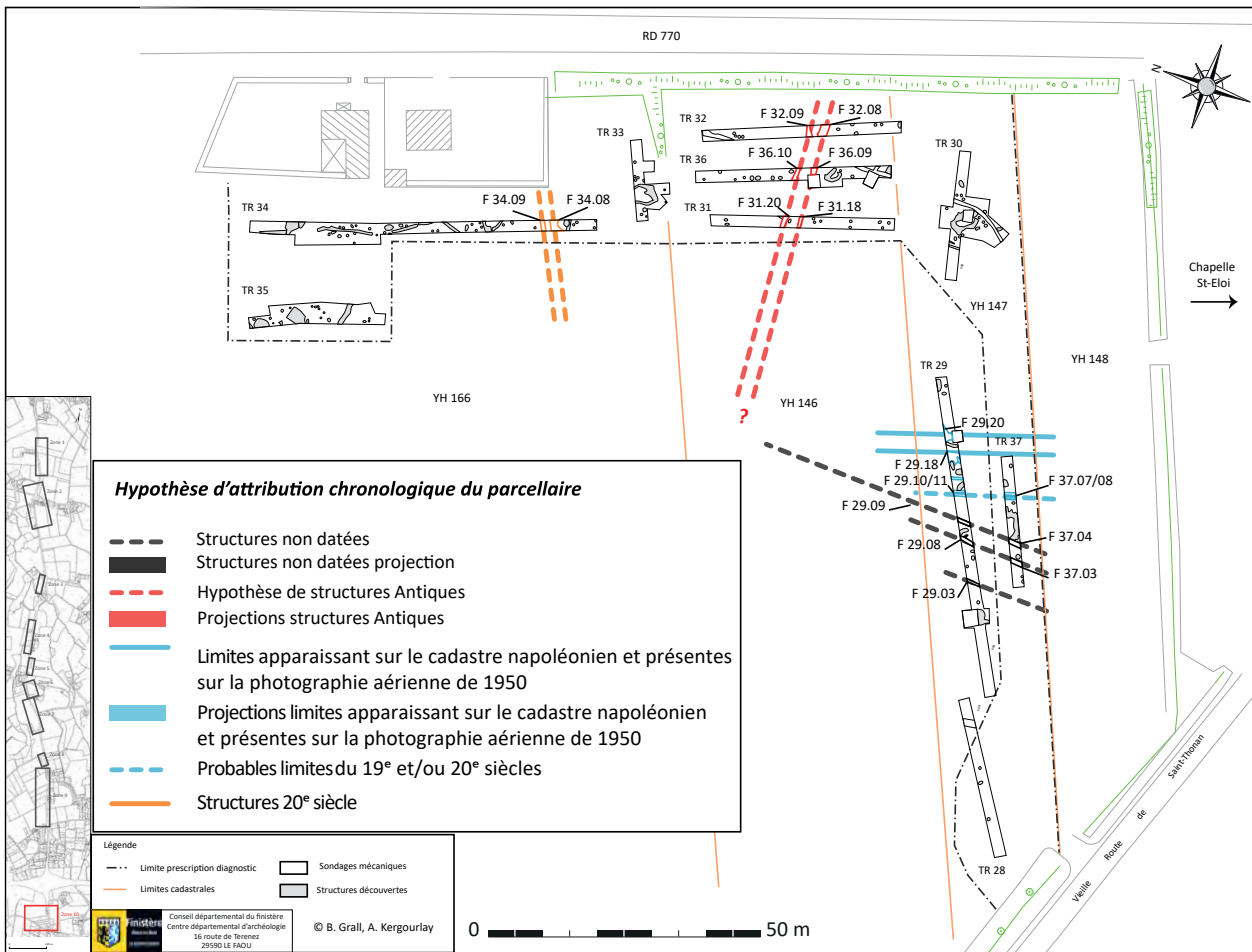 RD 770
N
TR 33
TR 32
F 32.09
F 32.08
TR 36
F 36.10
F 36.09
TR 30
TR 34
F 34.09
F 34.08
TR 31
F 31.20
F 31.18
Chapelle
St-Eloi
TR 35
YH 147
YH 148
TR 29
YH 166
YH 146
?
F 29.20
TR 37
F 29.18
F 29.10/11
F 37.07/08
F 29.09
F 29.08
F 37.04
F 37.03
F 29.03
TR 28
Vieille Route de Saint-Thonan
Zone 1
Zone 2
Zone 10
Hypothèse d'attribution chronologique du parcellaire
Structures non datées
Structures non datées projection
Hypothèse de structures Antiques
Projections structures Antiques
Limites apparaissant sur le cadastre napoléonien et présentes
sur la photographie aérienne de 1950
Projections limites apparaissant sur le cadastre napoléonien
et présentes sur la photographie aérienne de 1950
Probables limites du 19e et/ou 20e siècles
Structures 20e siècle
Légende
Limite prescription diagnostic
Sondages mécaniques
Limites cadastrales
Structures découvertes
Finistère
Conseil départemental du finistère
Centre départemental d'archéologie
16 route de Terenez
29590 LE FAOU
© B. Grall, A. Kergourlay
0 50 m